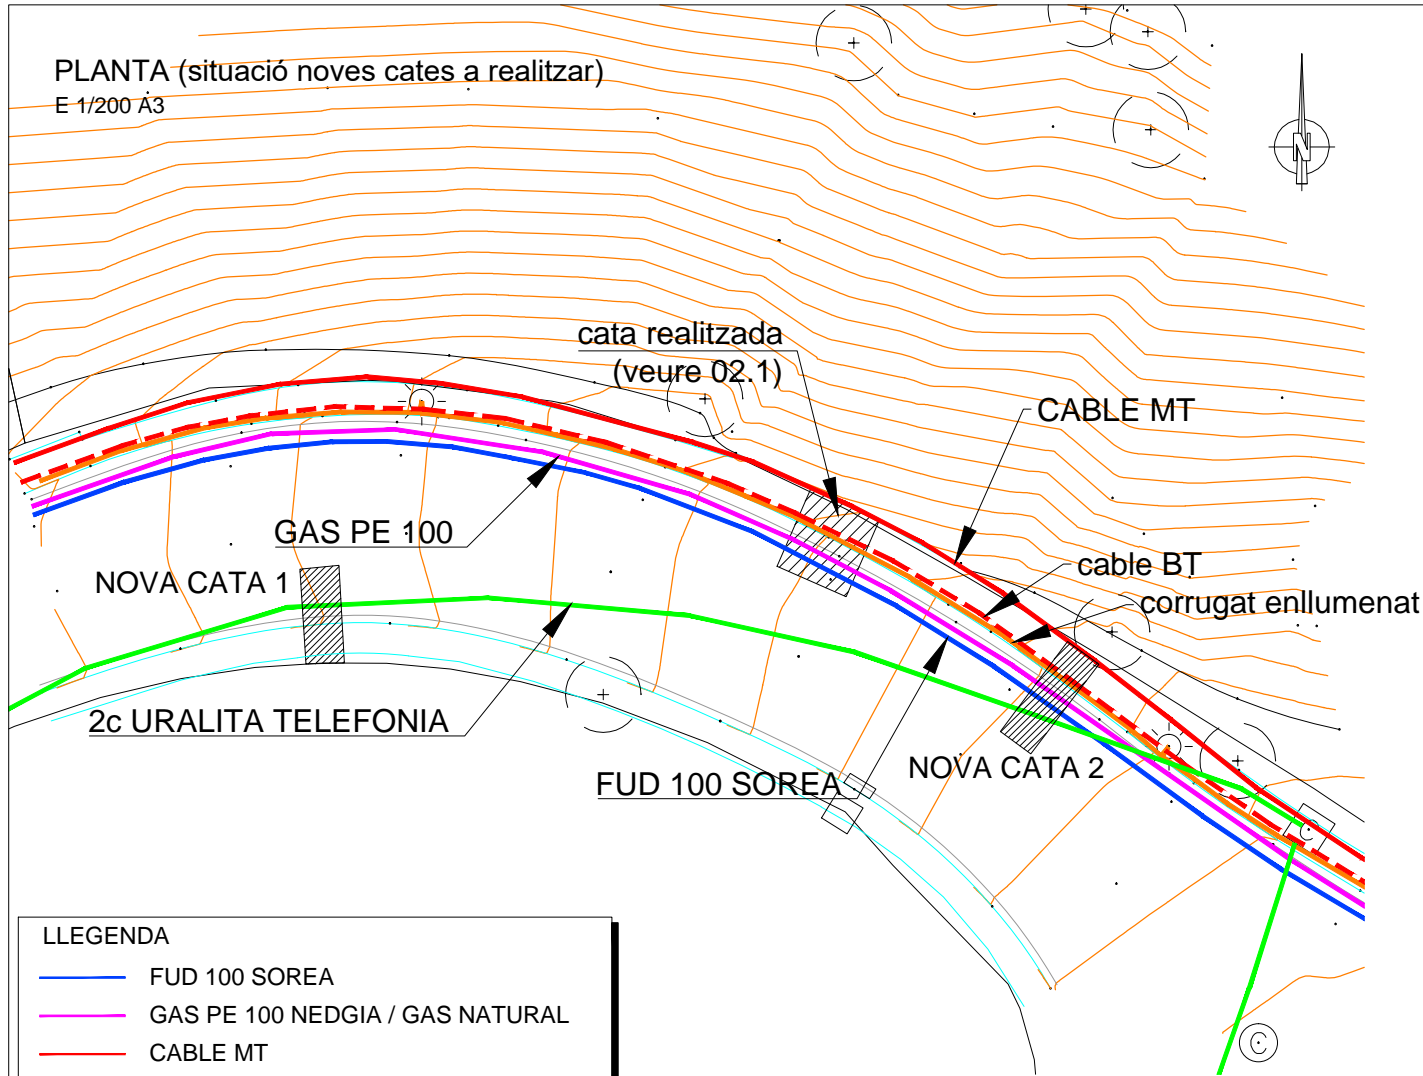 PLANTA (situació noves cates a realitzar)
E 1/200 A3
N
cata realitzada
(veure 02.1)
CABLE MT
GAS PE 100
cable BT
NOVA CATA 1
corrugat enllumenat
2c URALITA TELEFONIA
NOVA CATA 2
FUD 100 SOREA
C
LLEGENDA
FUD 100 SOREA
GAS PE 100 NEDGIA / GAS NATURAL
CABLE MT
C